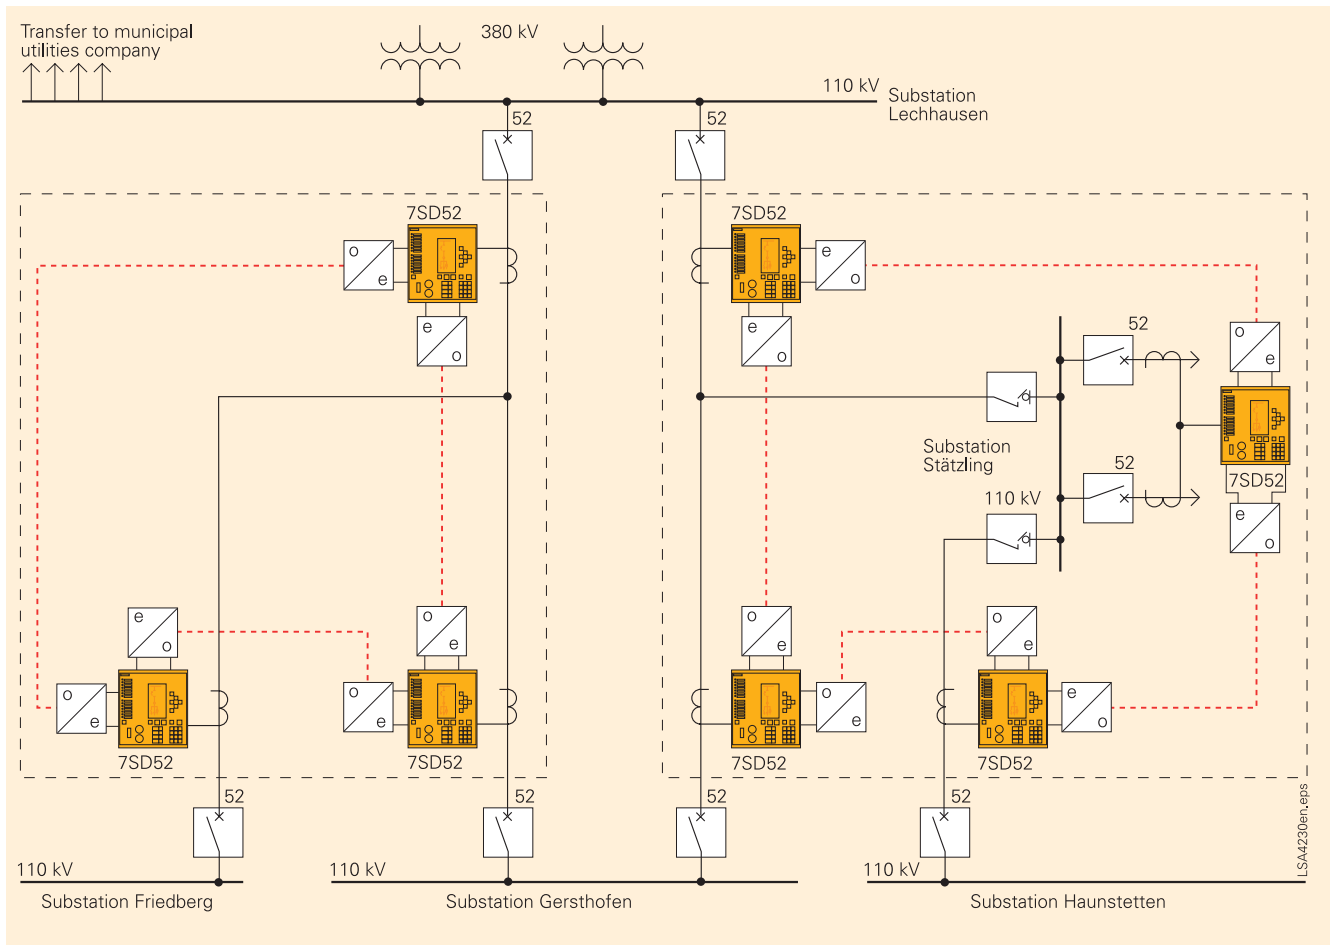 Transfer to municipal
utilities company
380 kV
110 kV
Substation
Lechhausen
52
52
7SD52
7SD52
o
e
e
o
e
o
e
o
52
o
e
Substation
Stätzling
52
7SD52
110 kV
e
o
e
o
o
e
o
e
o
e
o
e
o
e
o
e
o
e
e
o
7SD52
7SD52
7SD52
7SD52
52
52
52
52
110 kV
110 kV
110 kV
Substation Friedberg
Substation Gersthofen
Substation Haunstetten
LSA4230en.eps